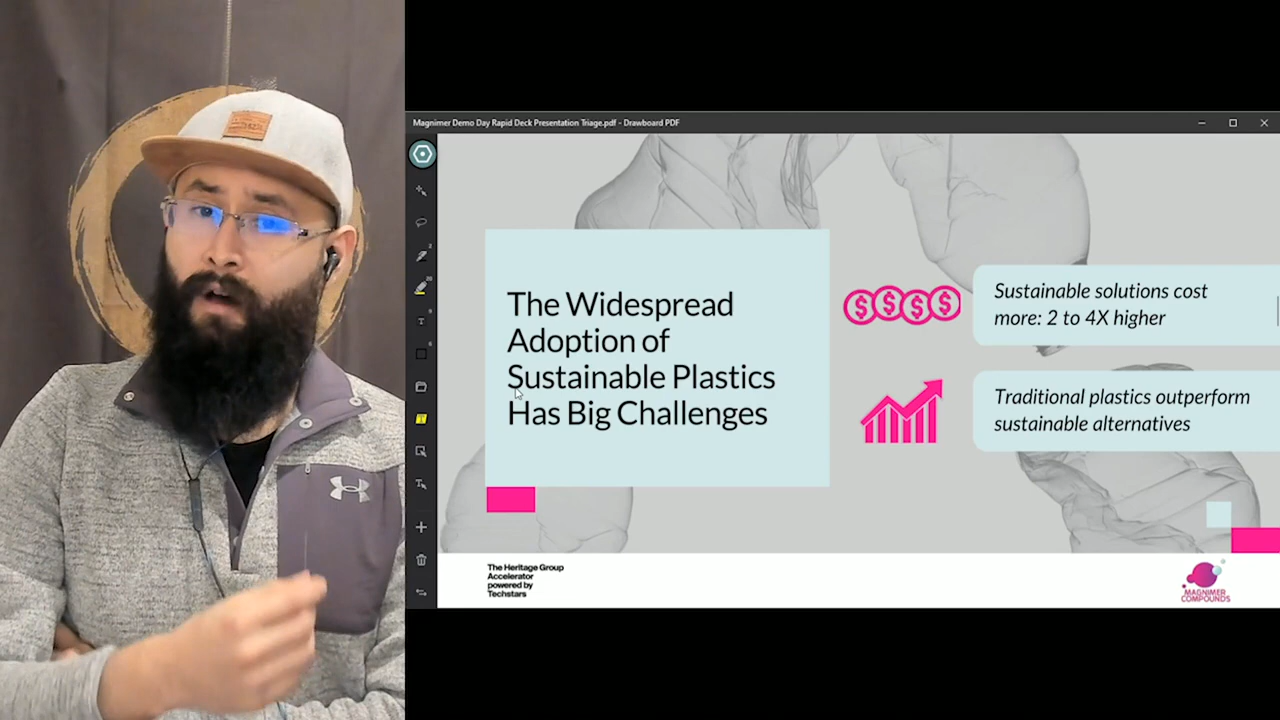 Magnimer Demo Day Rapid Deck Presentation Triage.pdf - Drawboard PDF
The Widespread
Adoption of
Sustainable Plastics
Has Big Challenges
Sustainable solutions cost
more: 2 to 4X higher
Traditional plastics outperform
sustainable alternatives
The Heritage Group
Accelerator
powered by
Techstars
MAGNIMER
COMPOUNDS